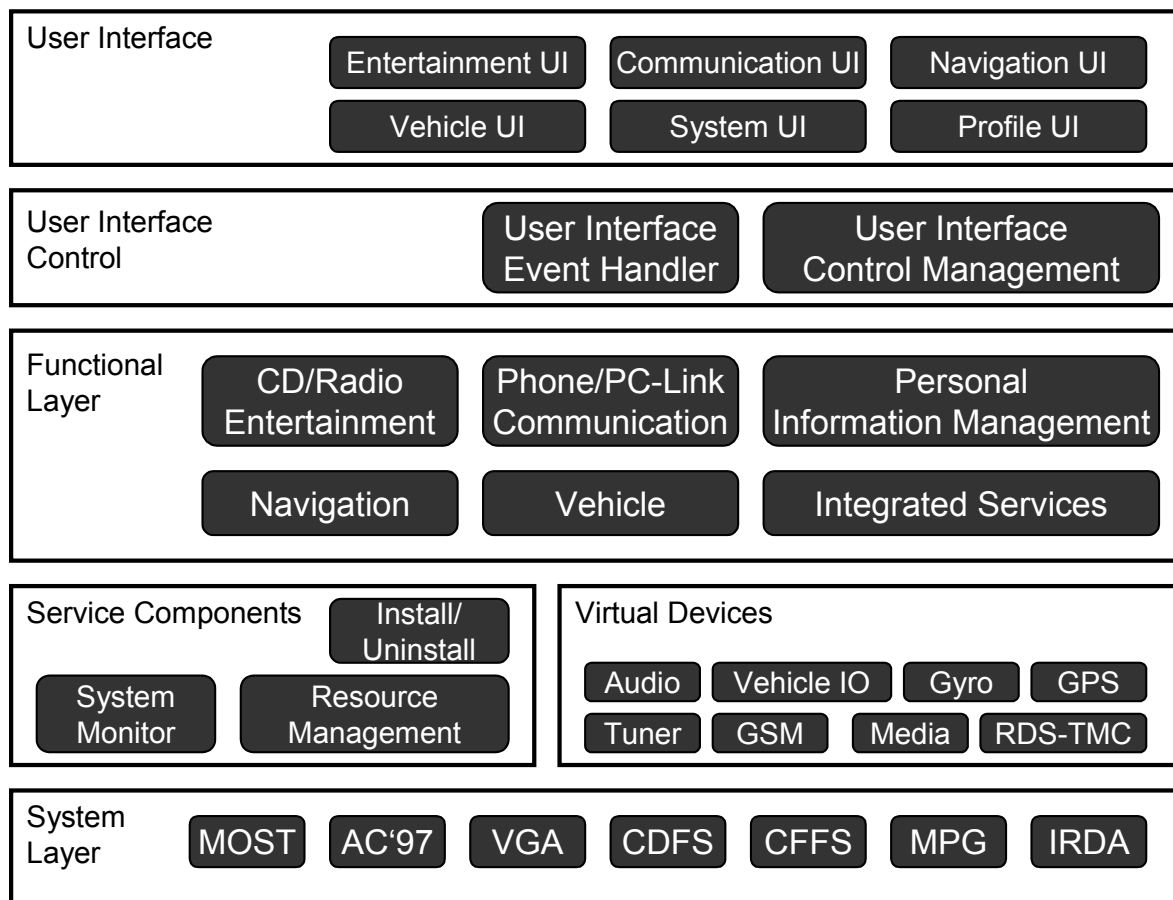 User Interface
Entertainment UI
Communication UI
Navigation UI
Vehicle UI
System UI
Profile UI
User Interface
Control
User Interface
Event Handler
User Interface
Control Management
Functional
Layer
CD/Radio
Entertainment
Phone/PC-Link
Communication
Personal
Information Management
Navigation
Vehicle
Integrated Services
Service Components
Install/
Uninstall
System
Monitor
Resource
Management
Virtual Devices
Audio
Vehicle IO
Gyro
GPS
Tuner
GSM
Media
RDS-TMC
System
Layer
MOST
AC‘97
VGA
CDFS
CFFS
MPG
IRDA